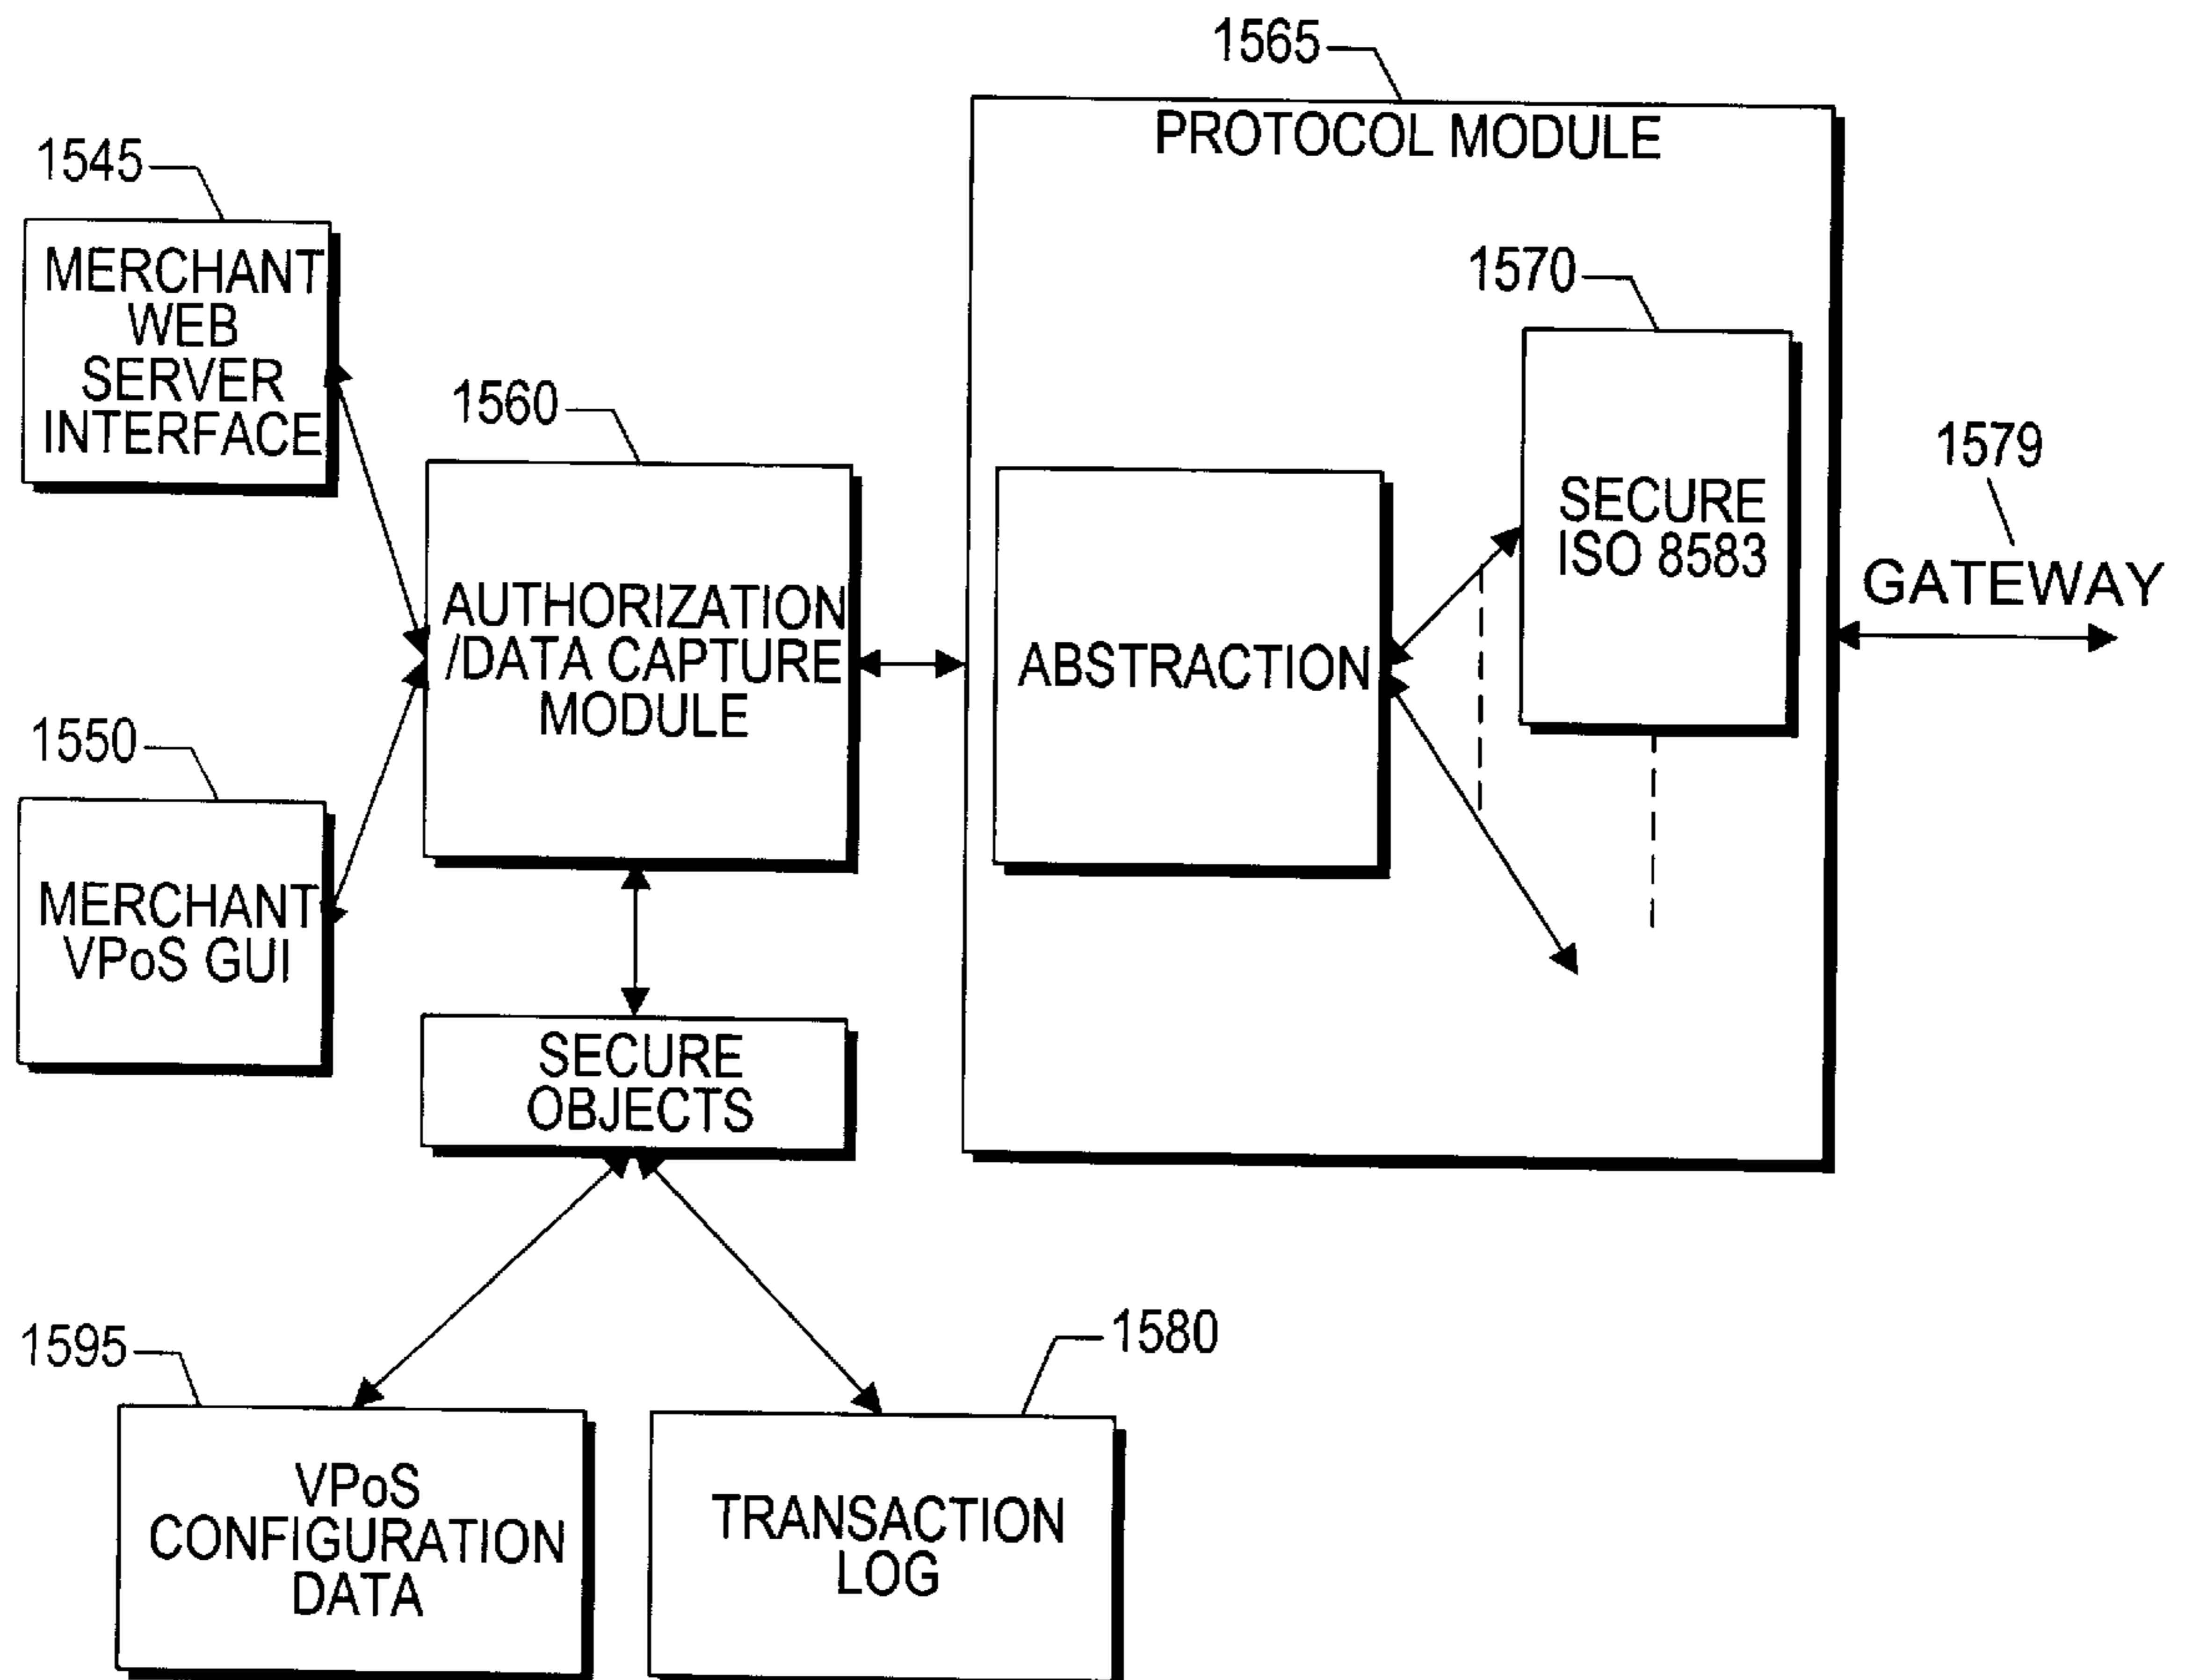 1565
PROTOCOL MODULE
1545
MERCHANT
WEB
SERVER
INTERFACE
1570
SECURE
ISO 8583
1560
AUTHORIZATION
/DATA CAPTURE
MODULE
ABSTRACTION
1579
GATEWAY
1550
MERCHANT
VPoS GUI
SECURE
OBJECTS
1595
VPoS
CONFIGURATION
DATA
1580
TRANSACTION
LOG